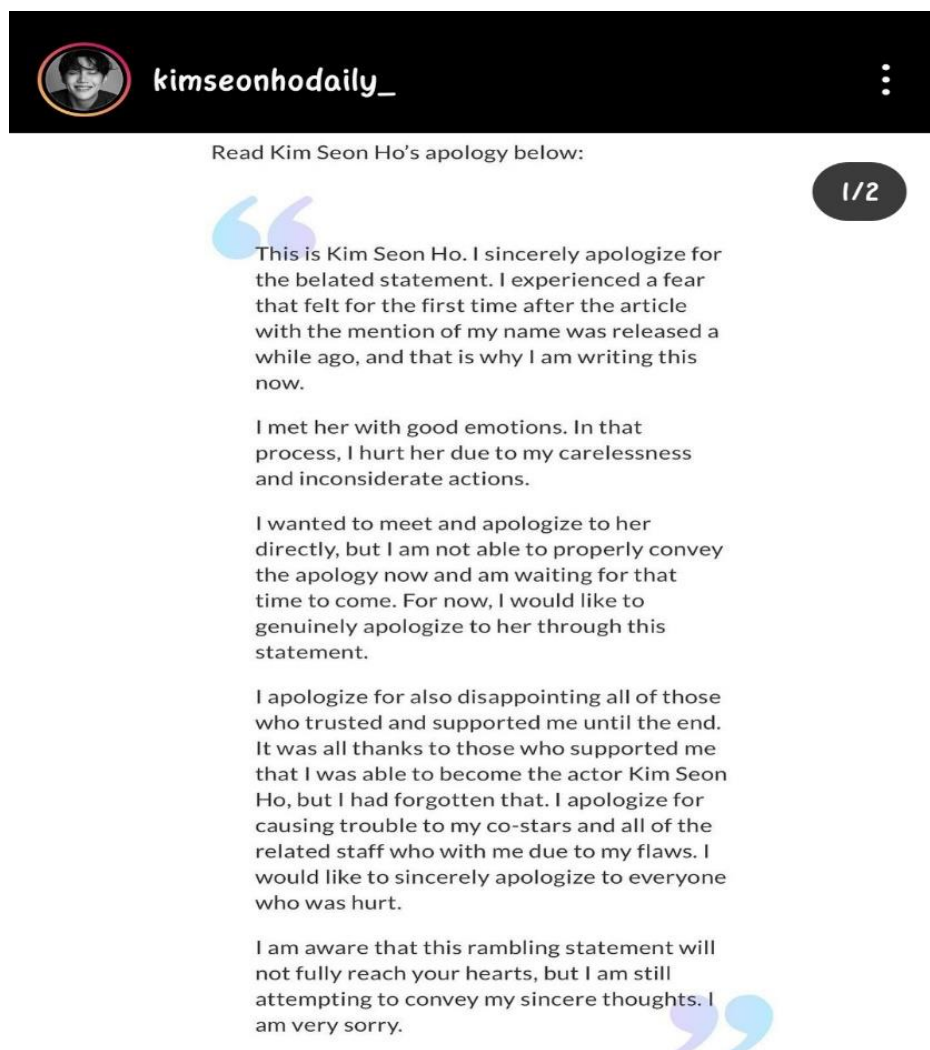 kimseonhodaily_
Read Kim Seon Ho's apology below:
1/2
This is Kim Seon Ho. I sincerely apologize for
the belated statement. I experienced a fear
that felt for the first time after the article
with the mention of my name was released a
while ago, and that is why I am writing this
now.
I met her with good emotions. In that
process, I hurt her due to my carelessness
and inconsiderate actions.
I wanted to meet and apologize to her
directly, but I am not able to properly convey
the apology now and am waiting for that
time to come. For now, I would like to
genuinely apologize to her through this
statement.
I apologize for also disappointing all of those
who trusted and supported me until the end.
It was all thanks to those who supported me
that I was able to become the actor Kim Seon
Ho, but I had forgotten that. I apologize for
causing trouble to my co-stars and all of the
related staff who with me due to my flaws. I
would like to sincerely apologize to everyone
who was hurt.
I am aware that this rambling statement will
not fully reach your hearts, but I am still
attempting to convey my sincere thoughts. I
am very sorry.